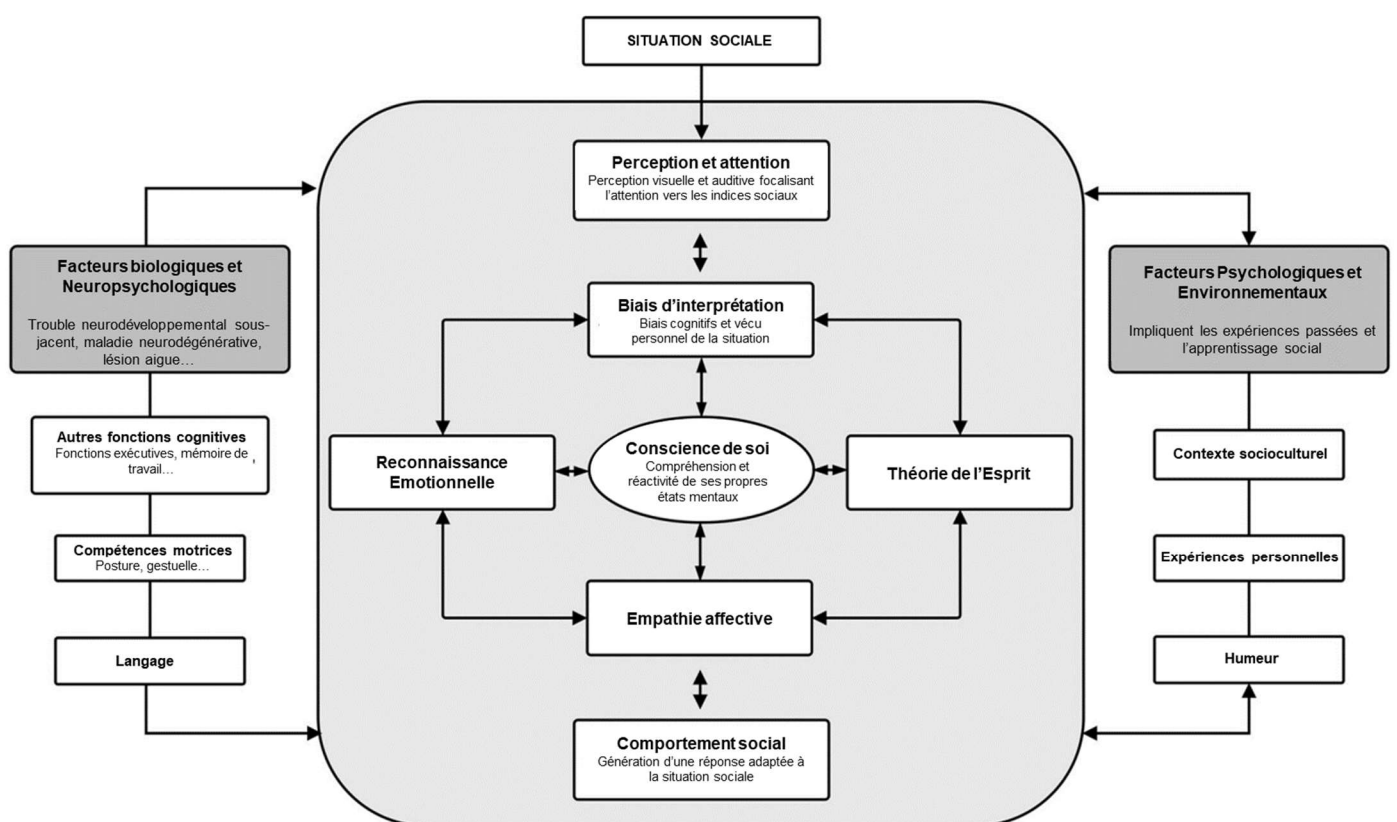 SITUATION SOCIALE
Perception et attention
Perception visuelle et auditive focalisant
l'attention vers les indices sociaux
Facteurs biologiques et
Neuropsychologiques
Trouble neurodéveloppemental sous-
jacent, maladie neurodégénérative,
lésion aigue…
Autres fonctions cognitives
Fonctions exécutives, mémoire de
travail…
,
Compétences motrices
Posture, gestuelle…
Langage
Biais d'interprétation
Biais cognitifs et vécu
personnel de la situation
Reconnaissance
Emotionnelle
Conscience de soi
Compréhension et
réactivité de ses propres
états mentaux
Théorie de l'Esprit
Empathie affective
Comportement social
Génération d'une réponse adaptée à
la situation sociale
Facteurs Psychologiques et
Environnementaux
Impliquent les expériences passées et
l'apprentissage social
Contexte socioculturel
Expériences personnelles
Humeur